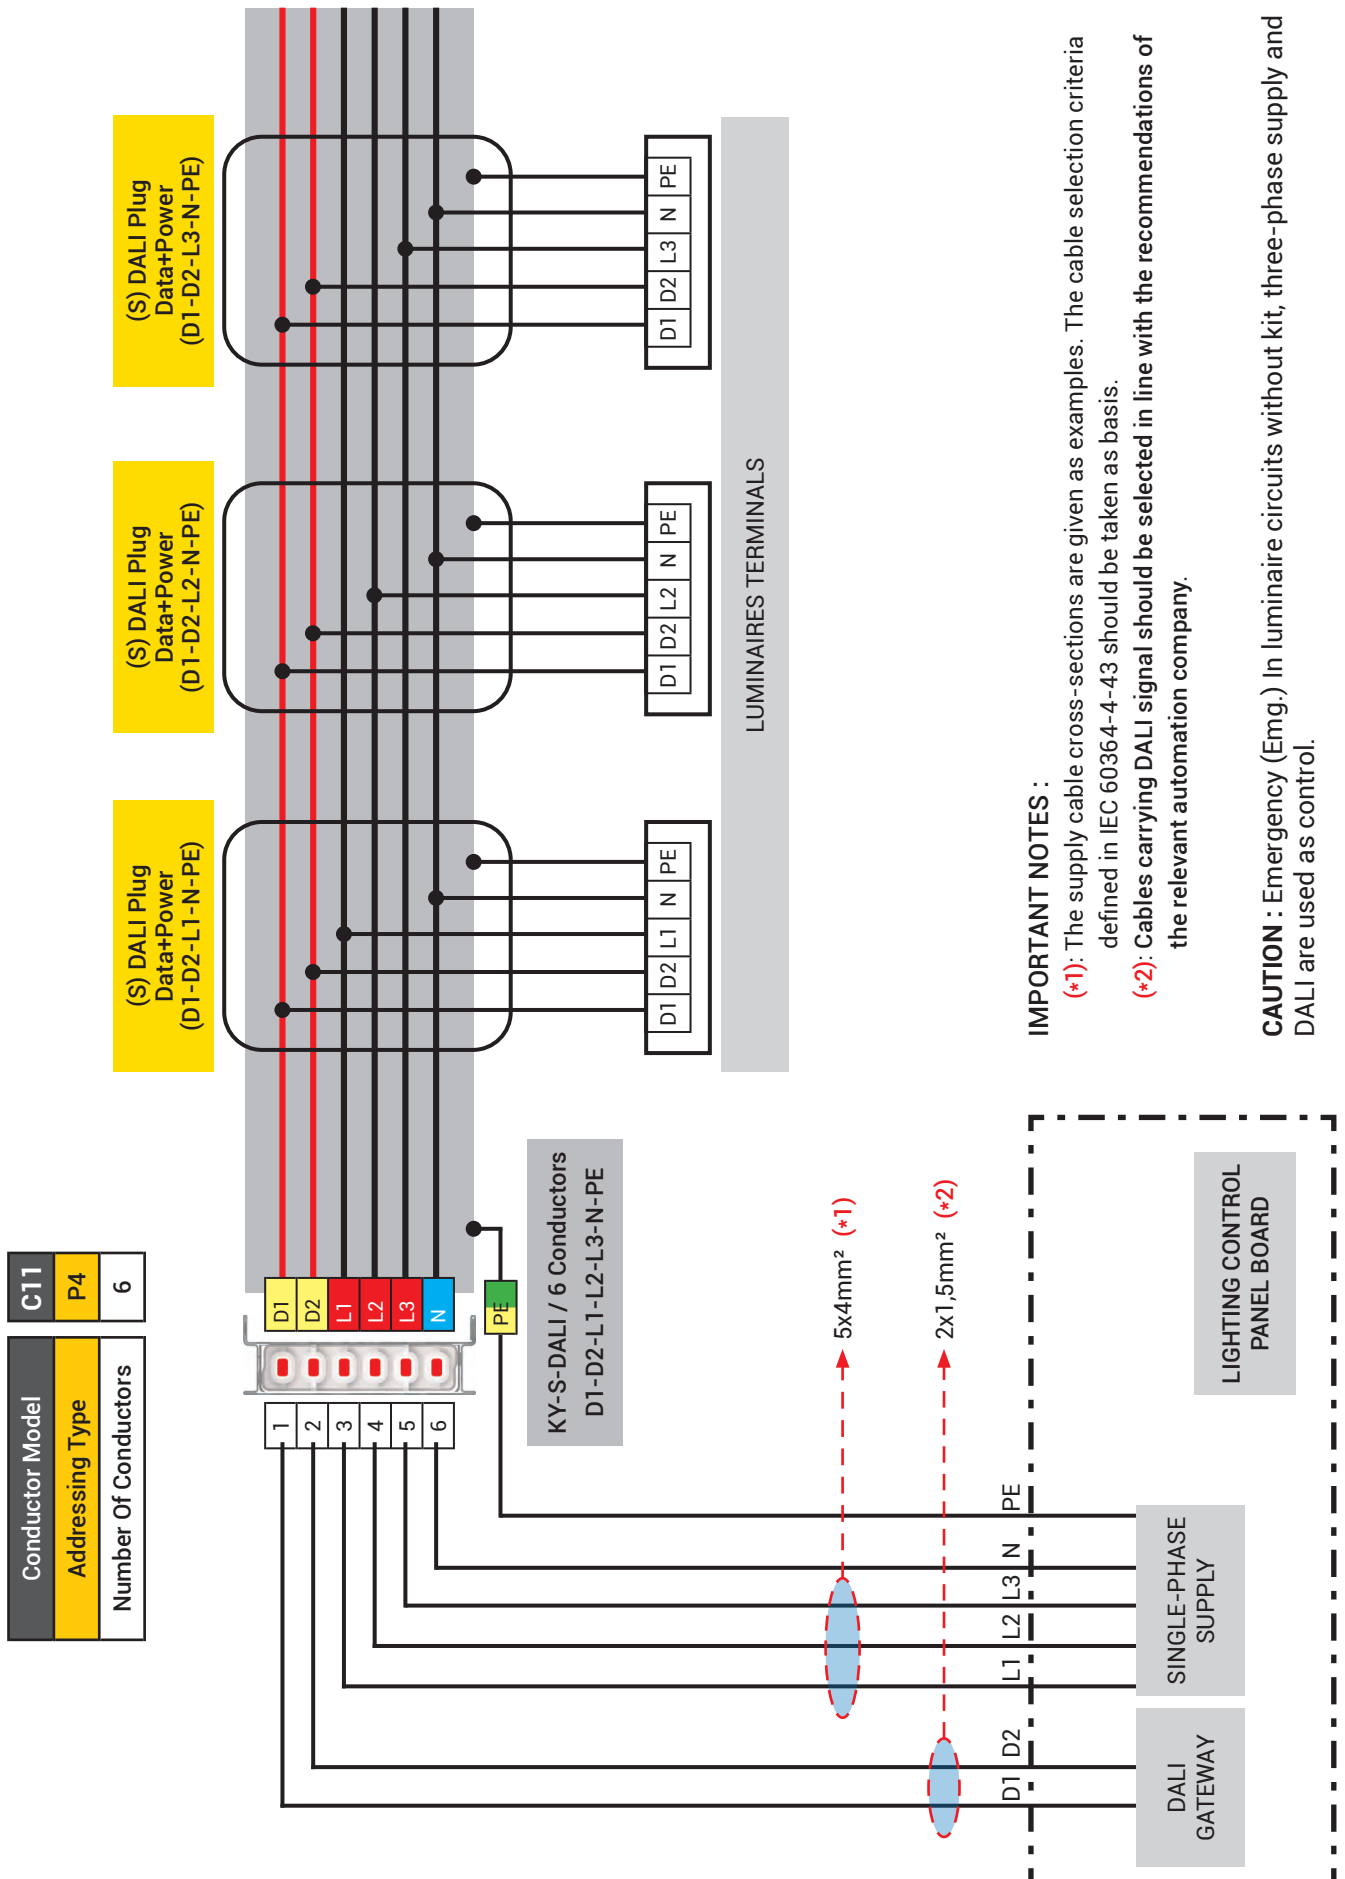 Conductor Model
C11
Addressing Type
P4
Number Of Conductors
6
(S) DALI Plug
Data+Power
(D1-D2-L1-N-PE)
(S) DALI Plug
Data+Power
(D1-D2-L2-N-PE)
(S) DALI Plug
Data+Power
(D1-D2-L3-N-PE)
1
2
3
4
5
6
D1
D2
L1
L2
L3
N
PE
KY-S-DALI / 6 Conductors
D1-D2-L1-L2-L3-N-PE
D1 D2 L1 N PE
D1 D2 L2 N PE
D1 D2 L3 N PE
LUMINAIRES TERMINALS
5x4mm² (*1)
2x1,5mm² (*2)
D1 D2 L1 L2 L3 N PE
DALI
GATEWAY
SINGLE-PHASE
SUPPLY
LIGHTING CONTROL
PANEL BOARD
IMPORTANT NOTES :
(*1): The supply cable cross-sections are given as examples. The cable selection criteria
defined in IEC 60364-4-43 should be taken as basis.
(*2): Cables carrying DALI signal should be selected in line with the recommendations of
the relevant automation company.
CAUTION : Emergency (Emg.) In luminaire circuits without kit, three-phase supply and
DALI are used as control.